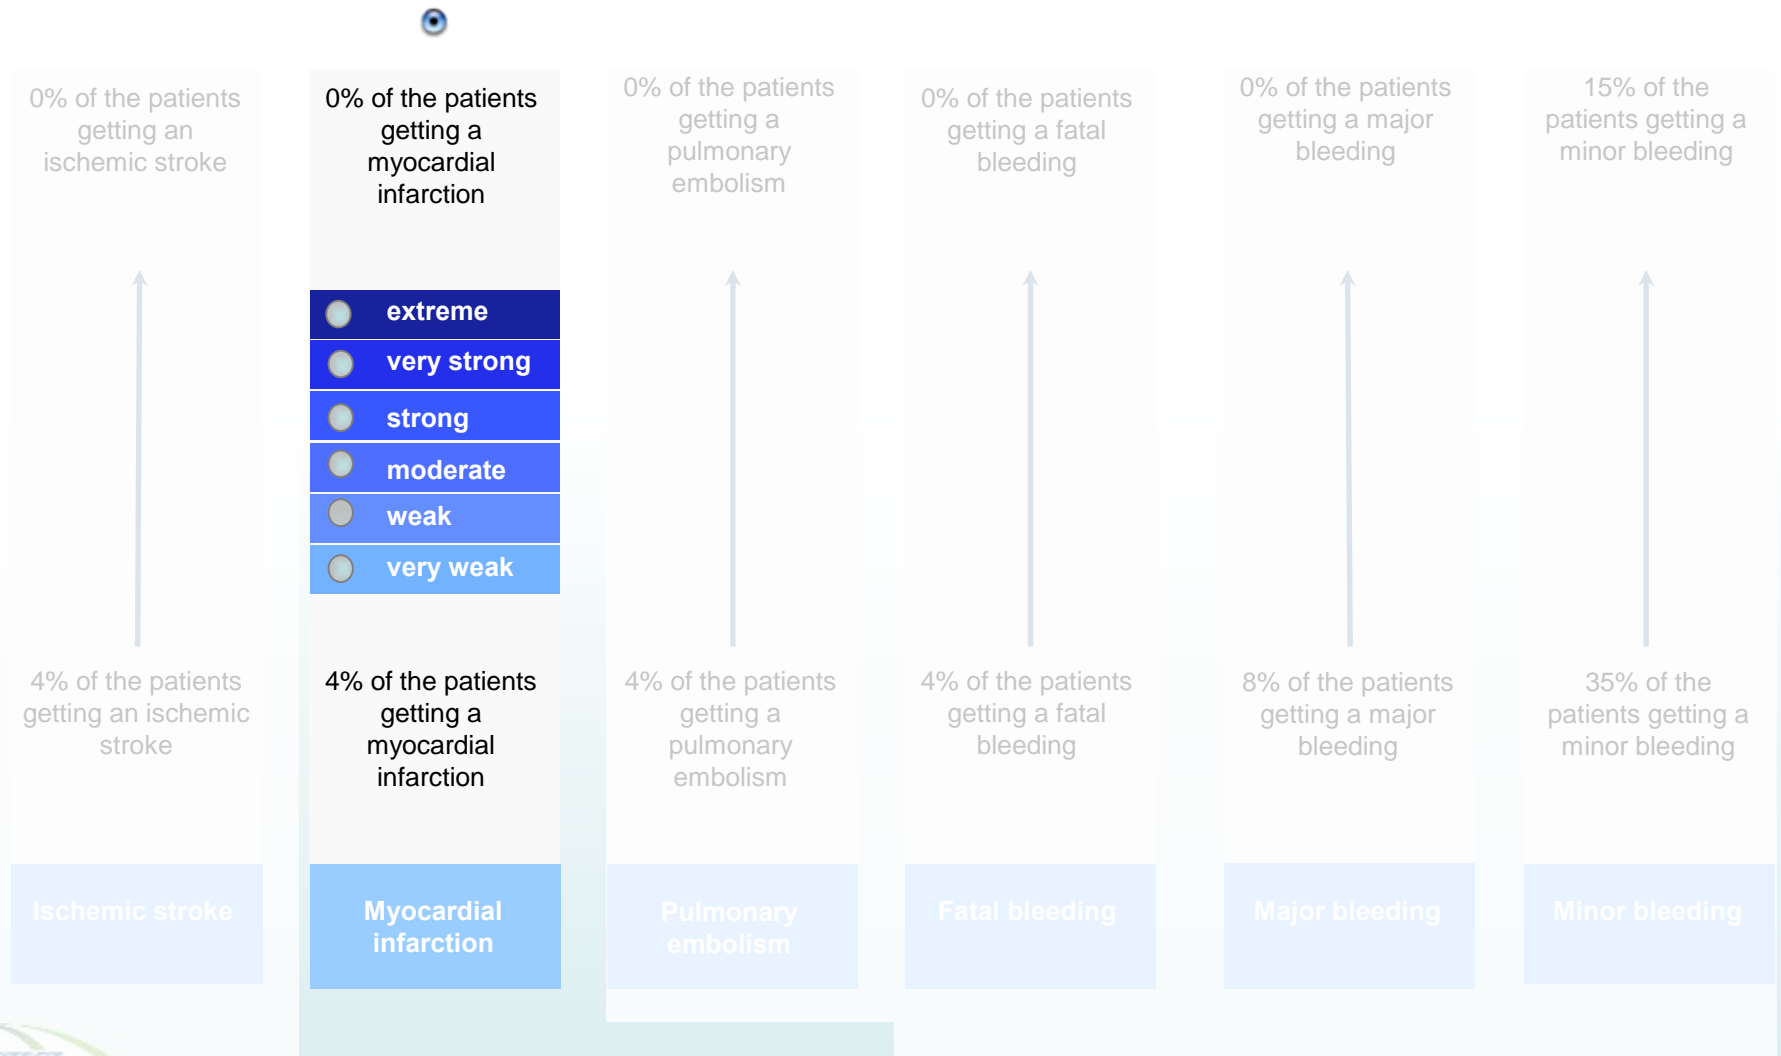 0% of the patients
getting an
ischemic stroke
0% of the patients
getting a
myocardial
infarction
0% of the patients
getting a
pulmonary
embolism
0% of the patients
getting a fatal
bleeding
0% of the patients
getting a major
bleeding
15% of the
patients getting a
minor bleeding
extreme
very strong
strong
moderate
weak
very weak
4% of the patients
getting an ischemic
stroke
4% of the patients
getting a
myocardial
infarction
4% of the patients
getting a
pulmonary
embolism
4% of the patients
getting a fatal
bleeding
8% of the patients
getting a major
bleeding
35% of the
patients getting a
minor bleeding
Ischemic stroke
Myocardial
infarction
Pulmonary
embolism
Fatal bleeding
Major bleeding
Minor bleeding